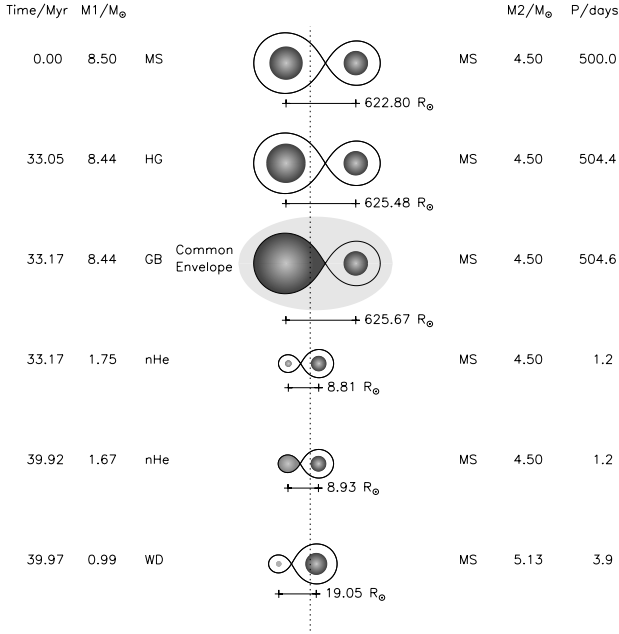 Time/Myr M1/M⊙ M2/M⊙ P/days
0.00 8.50 MS MS 4.50 500.0
622.80 R⊙
33.05 8.44 HG MS 4.50 504.4
625.48 R⊙
33.17 8.44 GB Common Envelope MS 4.50 504.6
625.67 R⊙
33.17 1.75 nHe MS 4.50 1.2
8.81 R⊙
39.92 1.67 nHe MS 4.50 1.2
8.93 R⊙
39.97 0.99 WD MS 5.13 3.9
19.05 R⊙